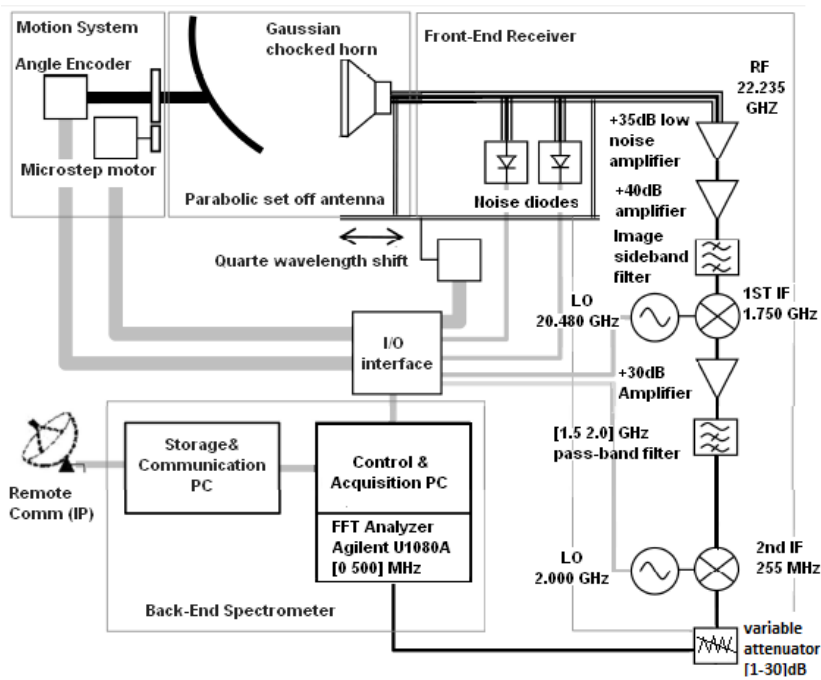 Motion System
Angle Encoder
Microstep motor
Gaussian
chocked horn
Parabolic set off antenna
Front-End Receiver
RF
22.235
GHZ
+35dB low
noise
amplifier
Noise diodes
+40dB
amplifier
Image
sideband
filter
Quarte wavelength shift
LO
20.480 GHz
1ST IF
1.750 GHz
I/O
interface
+30dB
Amplifier
[1.5 2.0] GHz
pass-band filter
Remote
Comm (IP)
Storage&
Communication
PC
Control &
Acquisition PC
FFT Analyzer
Agilent U1080A
[0 500] MHz
Back-End Spectrometer
LO
2.000 GHz
2nd IF
255 MHz
variable
attenuator
[1-30]dB